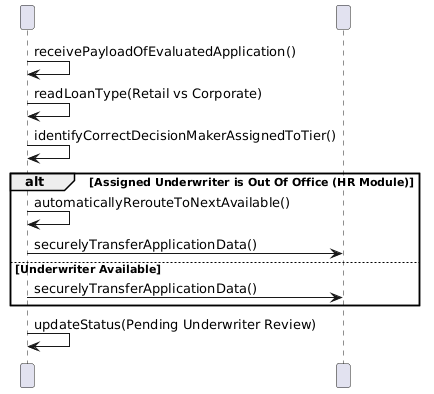 receivePayloadOfEvaluatedApplication()
readLoanType(Retail vs Corporate)
identifyCorrectDecisionMakerAssignedToTier()
alt [Assigned Underwriter is Out Of Office (HR Module)]
automaticallyRerouteToNextAvailable()
securelyTransferApplicationData()
[Underwriter Available]
securelyTransferApplicationData()
updateStatus(Pending Underwriter Review)